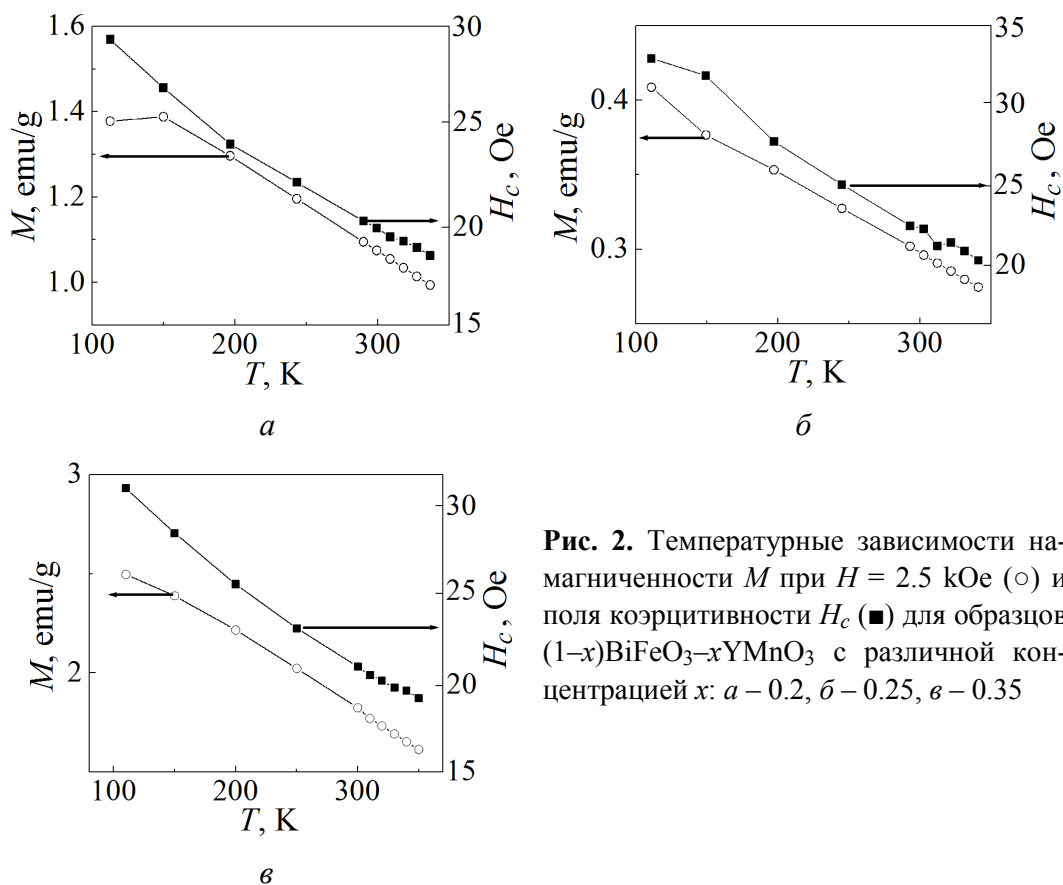 1.6
1.4
1.2
1.0
M, emu/g
30
25
20
15
H_c, Oe
100 200 300
T, K
а
0.4
0.3
M, emu/g
35
30
25
20
H_c, Oe
100 200 300
T, K
б
3
2
M, emu/g
30
25
20
15
H_c, Oe
100 200 300
T, K
в
Рис. 2. Температурные зависимости на-
магниченности M при H = 2.5 kOe (○) и
поля коэрцитивности H_c (■) для образцов
(1–x)BiFeO₃–xYMnO₃ с различной кон-
центрацией x: а – 0.2, б – 0.25, в – 0.35